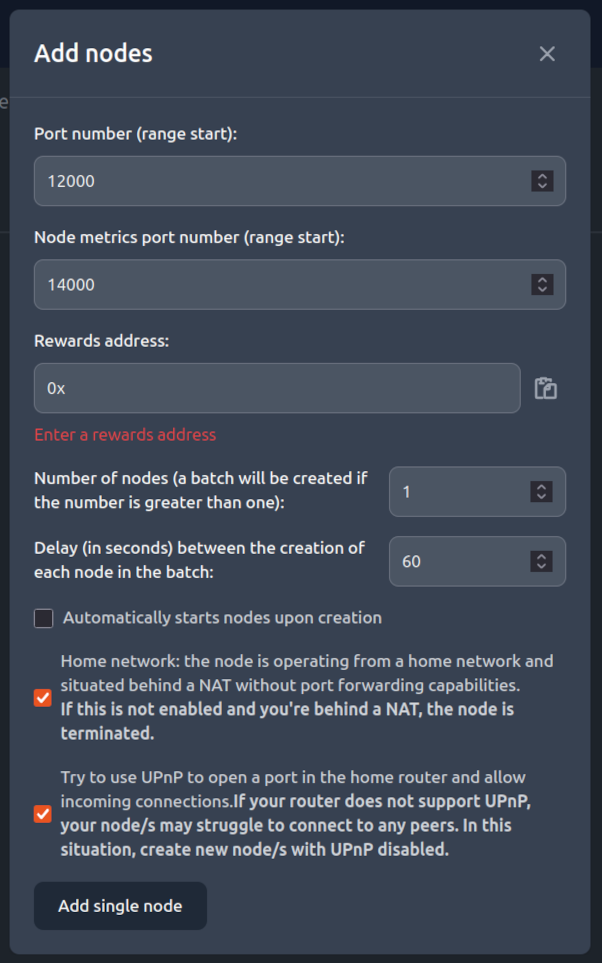 Add nodes
e
Port number (range start):
12000
Node metrics port number (range start):
14000
Rewards address:
0x
Enter a rewards address
Number of nodes (a batch will be created if
the number is greater than one):
1
Delay (in seconds) between the creation of
each node in the batch:
60
Automatically starts nodes upon creation
Home network: the node is operating from a home network and
situated behind a NAT without port forwarding capabilities.
If this is not enabled and you're behind a NAT, the node is
terminated.
Try to use UPnP to open a port in the home router and allow
incoming connections.If your router does not support UPnP,
your node/s may struggle to connect to any peers. In this
situation, create new node/s with UPnP disabled.
Add single node